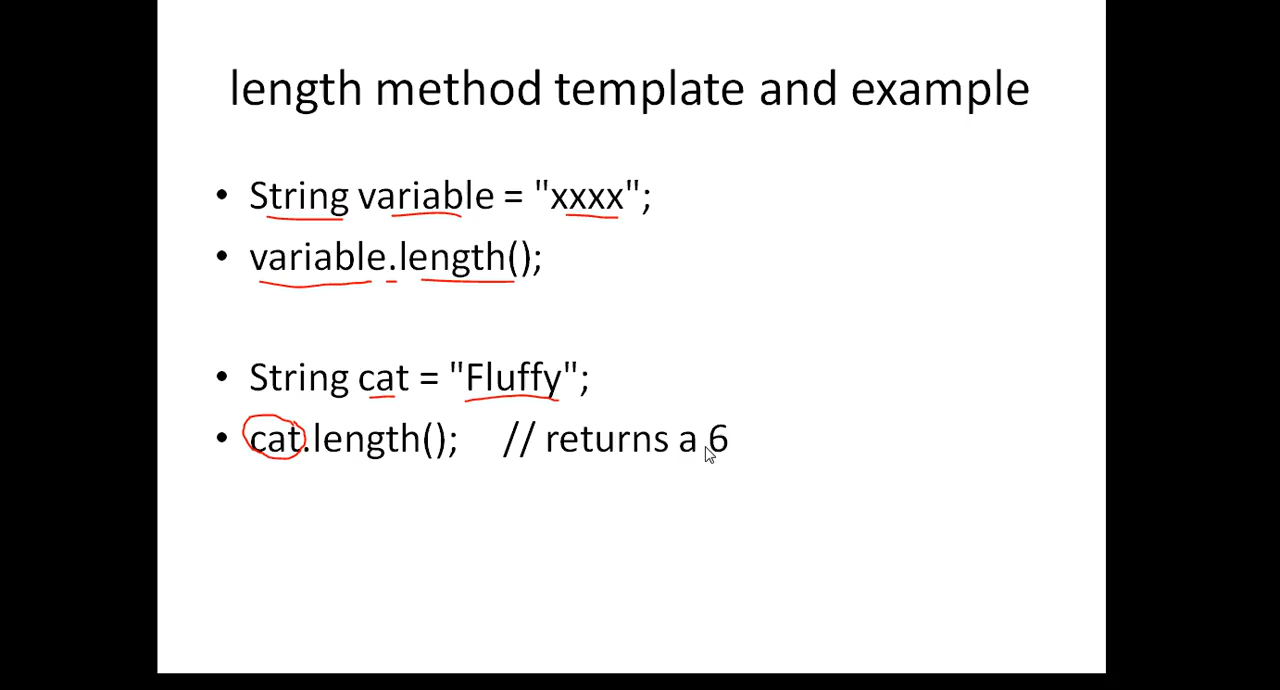 length method template and example
• String variable = "xxxx";
• variable.length();
• String cat = "Fluffy";
• cat.length(); // returns a 6